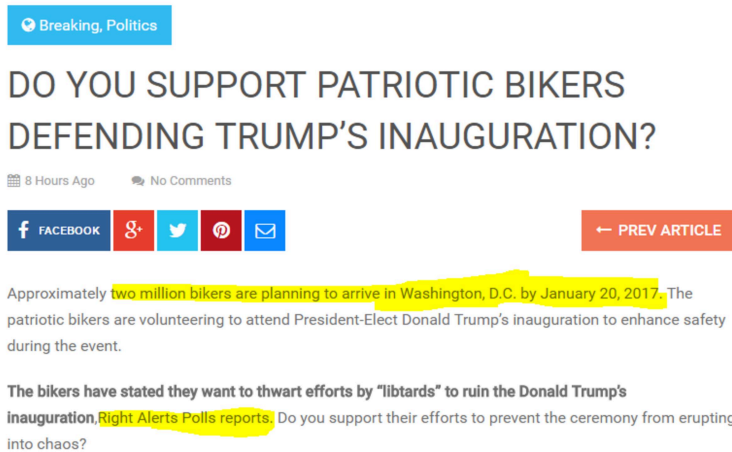 Breaking, Politics
DO YOU SUPPORT PATRIOTIC BIKERS
DEFENDING TRUMP'S INAUGURATION?
8 Hours Ago No Comments
f FACEBOOK g+ ← PREV ARTICLE
Approximately two million bikers are planning to arrive in Washington, D.C. by January 20, 2017. The
patriotic bikers are volunteering to attend President-Elect Donald Trump's inauguration to enhance safety
during the event.
The bikers have stated they want to thwart efforts by “libtards” to ruin the Donald Trump's
inauguration,Right Alerts Polls reports. Do you support their efforts to prevent the ceremony from erupting
into chaos?